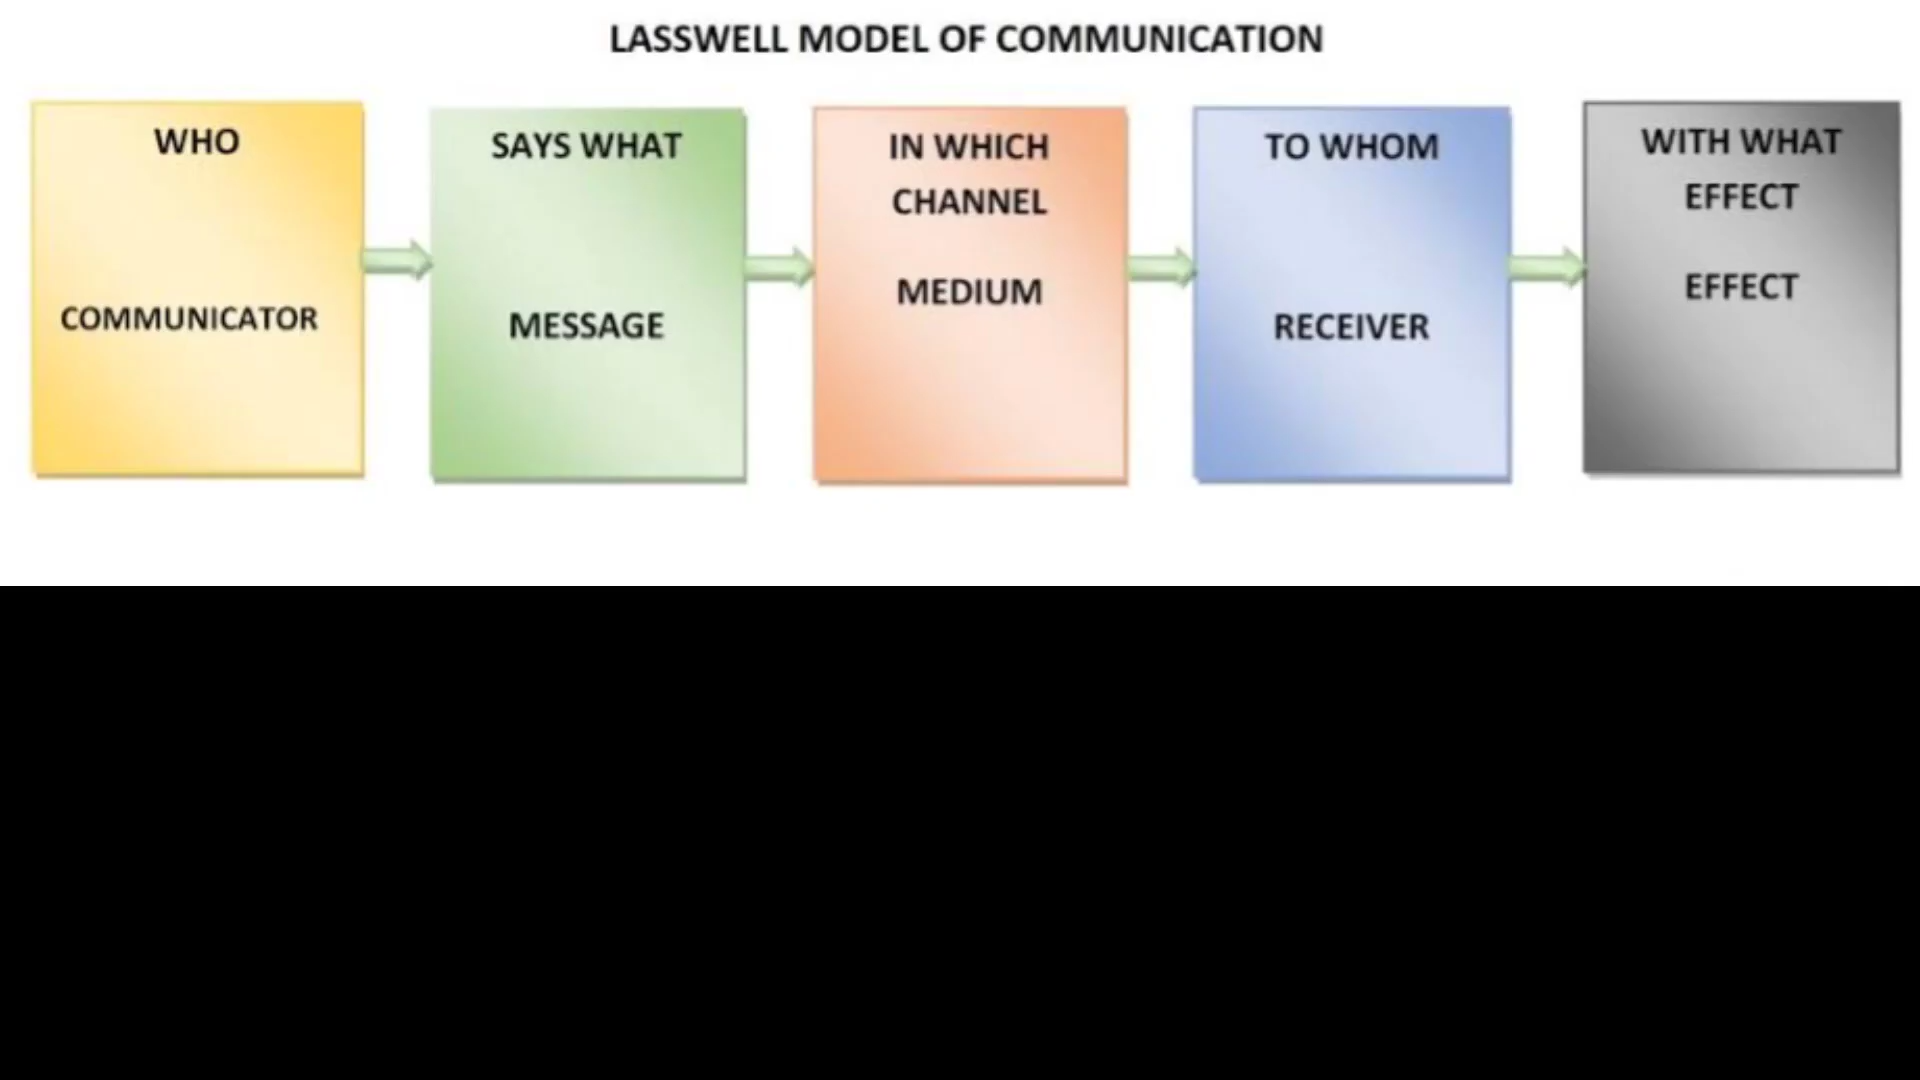 LASSWELL MODEL OF COMMUNICATION
WHO
COMMUNICATOR
SAYS WHAT
MESSAGE
IN WHICH
CHANNEL
MEDIUM
TO WHOM
RECEIVER
WITH WHAT
EFFECT
EFFECT